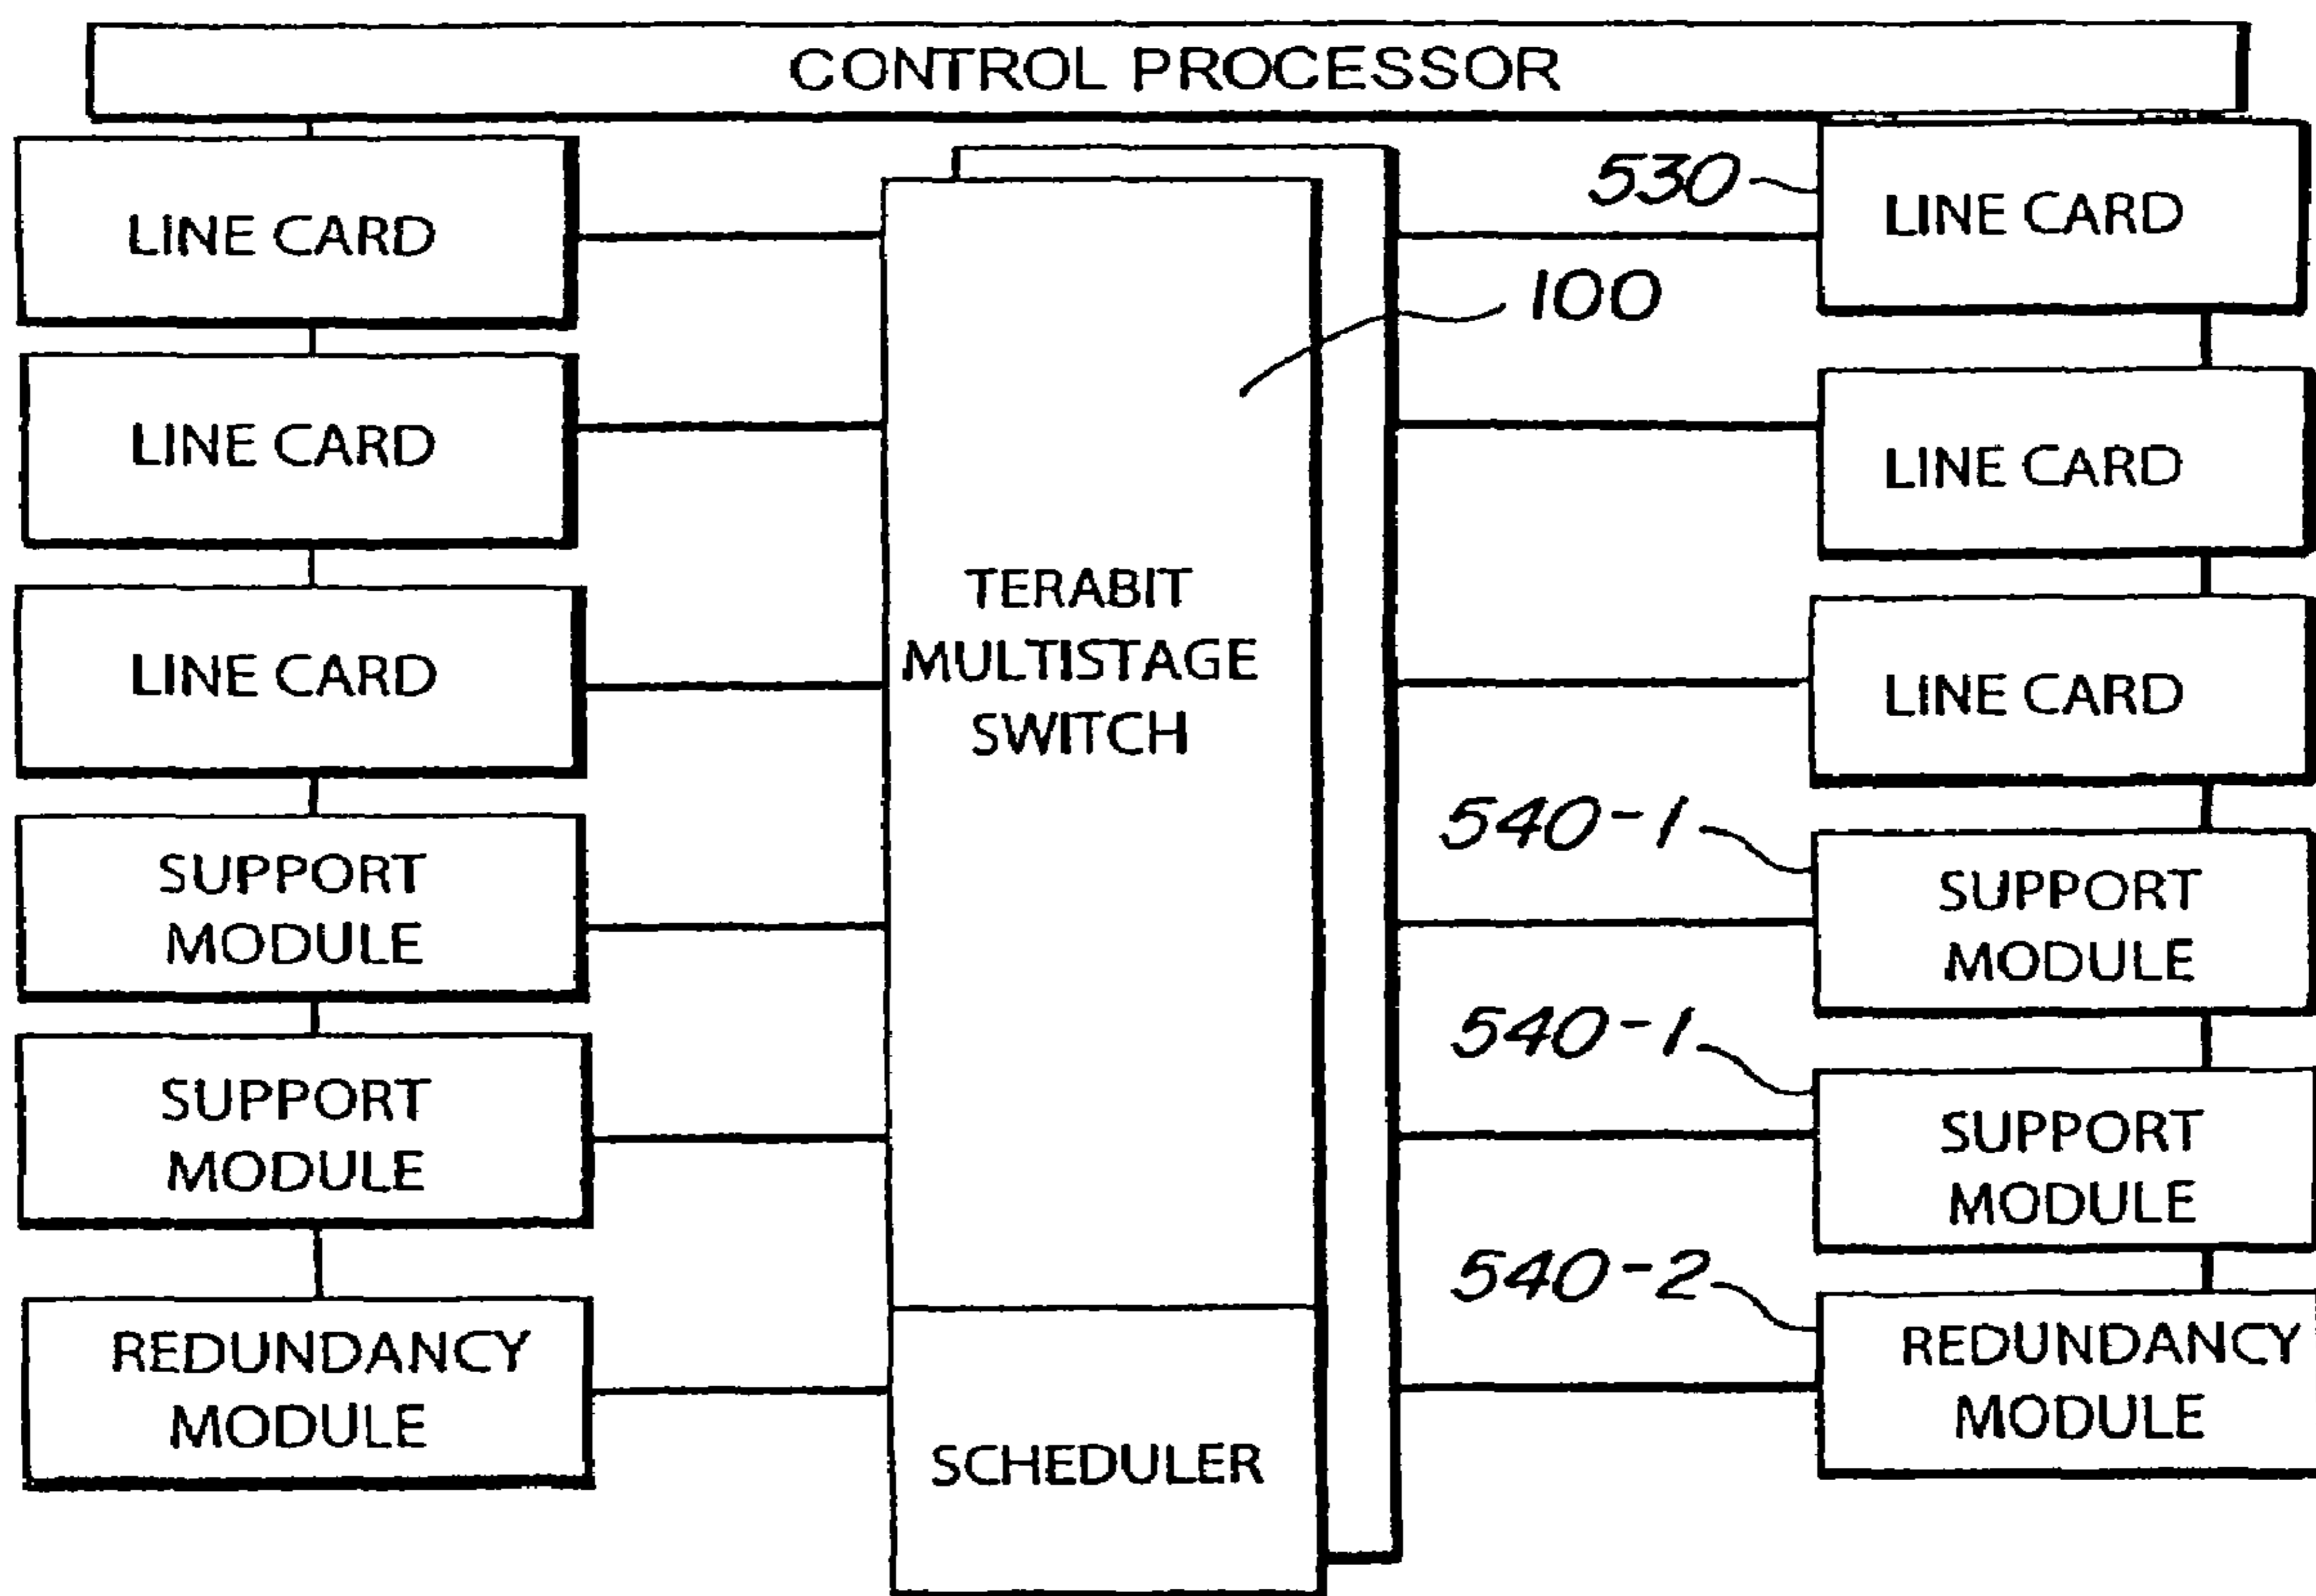 CONTROL PROCESSOR
LINE CARD
LINE CARD
LINE CARD
SUPPORT
MODULE
SUPPORT
MODULE
REDUNDANCY
MODULE
TERABIT
MULTISTAGE
SWITCH
SCHEDULER
100
530
LINE CARD
LINE CARD
LINE CARD
540-1
SUPPORT
MODULE
540-1
SUPPORT
MODULE
540-2
REDUNDANCY
MODULE